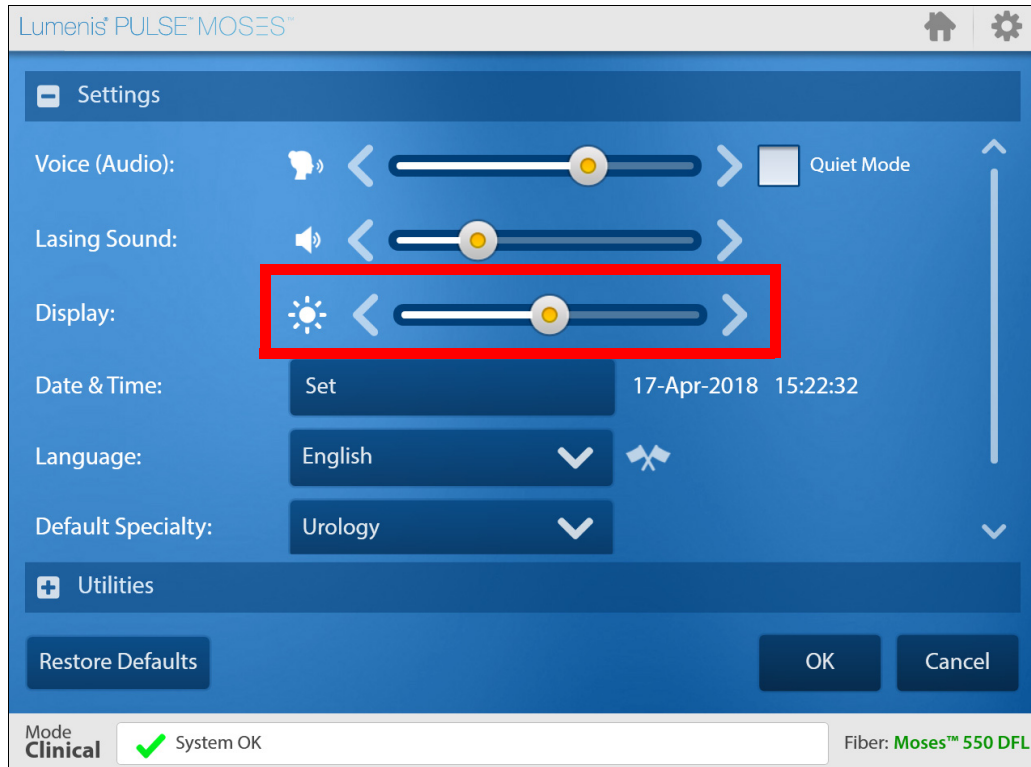 Lumenis® PULSE™ MOSES™
Settings
Voice (Audio): Quiet Mode
Lasing Sound:
Display:
Date & Time: Set 17-Apr-2018 15:22:32
Language: English
Default Specialty: Urology
Utilities
Restore Defaults OK Cancel
Mode
Clinical System OK Fiber: Moses™ 550 DFL